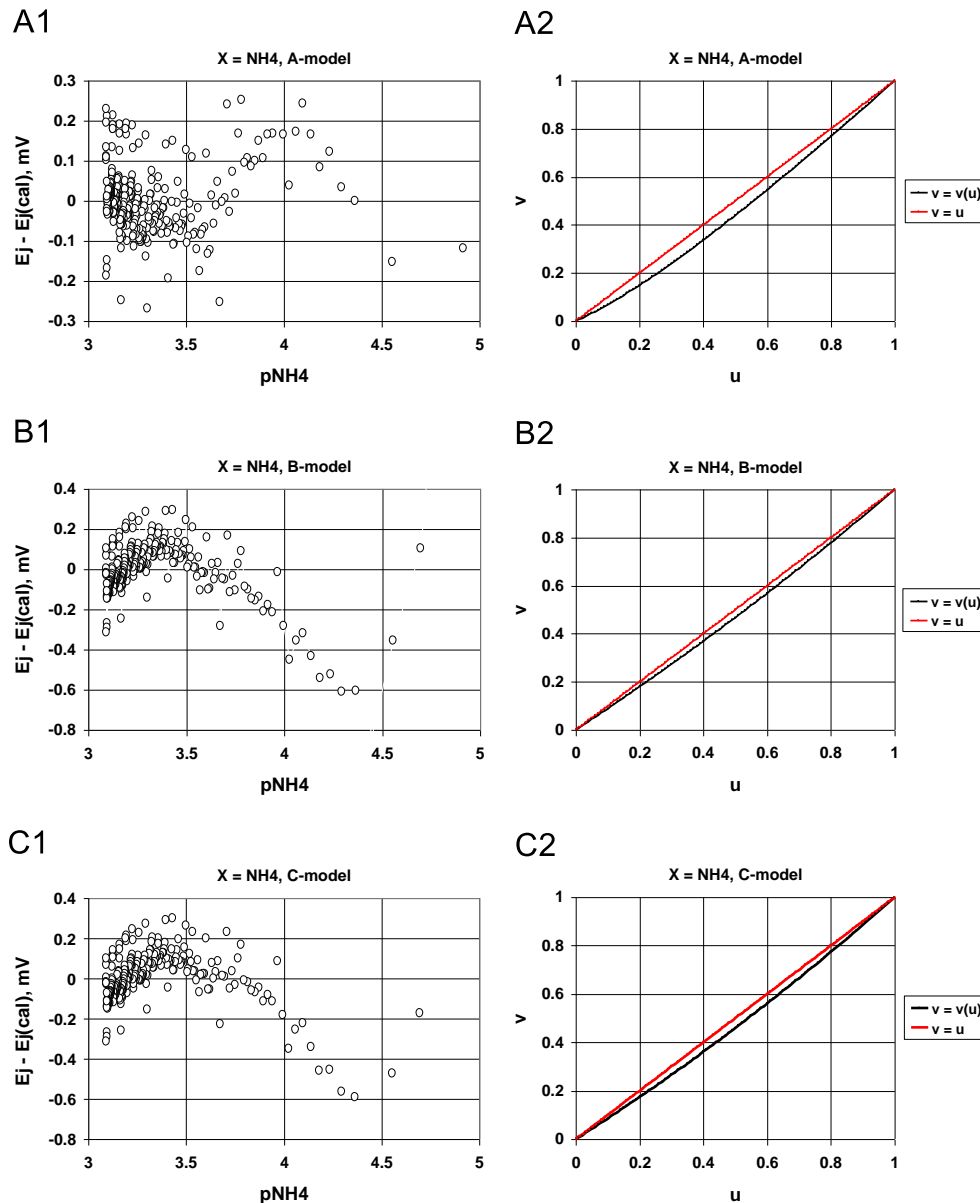 A1
X = NH4, A-model
Ej - Ej(cal), mV
0.3
0.2
0.1
0
-0.1
-0.2
-0.3
3
3.5
4
4.5
5
pNH4
A2
X = NH4, A-model
v
1
0.8
0.6
0.4
0.2
0
0
0.2
0.4
0.6
0.8
1
u
v = v(u)
v = u
B1
X = NH4, B-model
Ej - Ej(cal), mV
0.4
0.2
0
-0.2
-0.4
-0.6
-0.8
3
3.5
4
4.5
5
pNH4
B2
X = NH4, B-model
v
1
0.8
0.6
0.4
0.2
0
0
0.2
0.4
0.6
0.8
1
u
v = v(u)
v = u
C1
X = NH4, C-model
Ej - Ej(cal), mV
0.4
0.2
0
-0.2
-0.4
-0.6
-0.8
3
3.5
4
4.5
5
pNH4
C2
X = NH4, C-model
v
1
0.8
0.6
0.4
0.2
0
0
0.2
0.4
0.6
0.8
1
u
v = v(u)
v = u